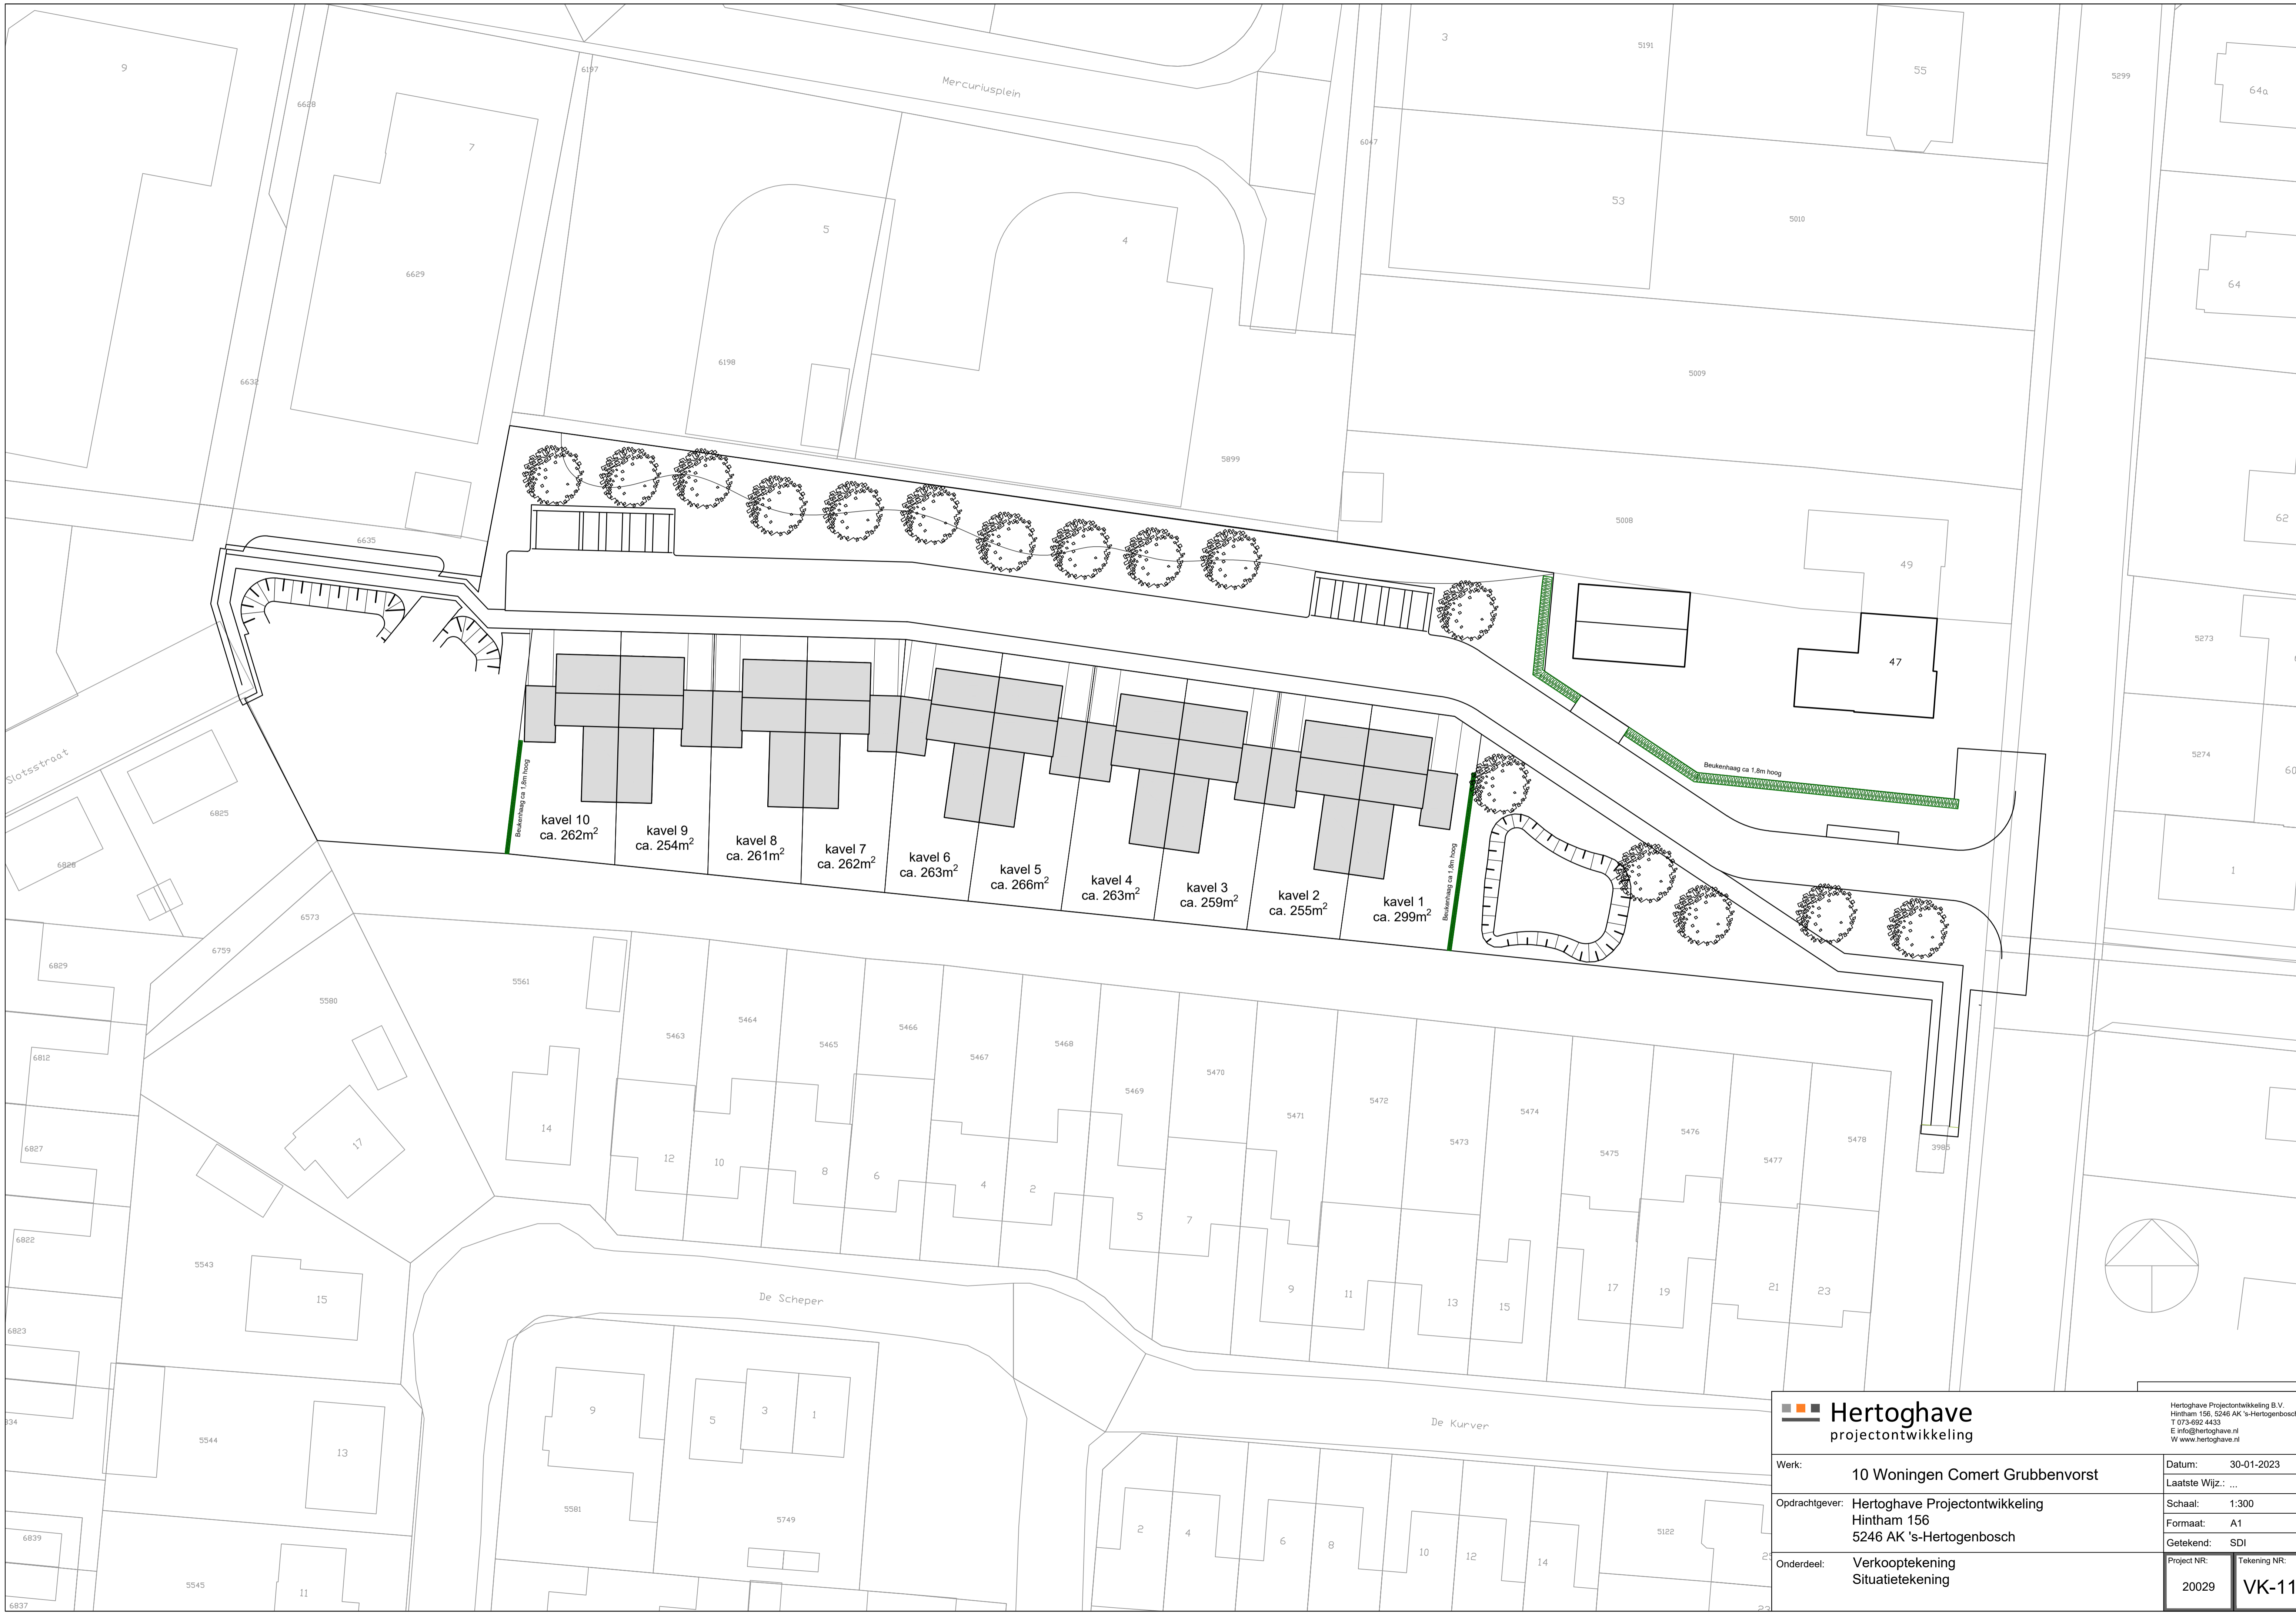 9
6197
6628
7
Mercuriusplein
3
5191
55
5299
64a
6047
53
5010
5
4
6629
64
6198
6632
5009
5899
5008
62
6635
49
5273
47
Slotsstraat
5274
60
Beukenhaag ca 1,8m hoog
6825
Beukenhaag ca 1,8m hoog
kavel 10
ca. 262m²
kavel 9
ca. 254m²
kavel 8
ca. 261m²
kavel 7
ca. 262m²
kavel 6
ca. 263m²
kavel 5
ca. 266m²
kavel 4
ca. 263m²
kavel 3
ca. 259m²
kavel 2
ca. 255m²
kavel 1
ca. 299m²
Beukenhaag ca 1,8m hoog
1
6828
6573
6759
6829
5580
5561
5463
5464
5465
5466
5467
5468
5469
5470
5471
5472
5473
5474
5475
5476
5477
5478
3985
6812
6827
17
14
12
10
8
6
4
2
5
7
9
11
13
15
17
19
21
23
6822
5543
15
6823
De Scheper
De Kurver
9
5
3
1
834
5544
13
5581
5749
6839
5545
11
6837
2
4
6
8
10
12
14
5122
25
23
Hertoghave
projectontwikkeling
Hertoghave Projectontwikkeling B.V.
Hintham 156, 5246 AK 's-Hertogenbosch
T 073-692 4433
E info@hertoghave.nl
W www.hertoghave.nl
Werk: 10 Woningen Comert Grubbenvorst
Datum: 30-01-2023
Laatste Wijz.: ...
Opdrachtgever: Hertoghave Projectontwikkeling
Hintham 156
5246 AK 's-Hertogenbosch
Schaal: 1:300
Formaat: A1
Getekend: SDI
Onderdeel: Verkooptekening
Situatietekening
Project NR: 20029
Tekening NR: VK-11